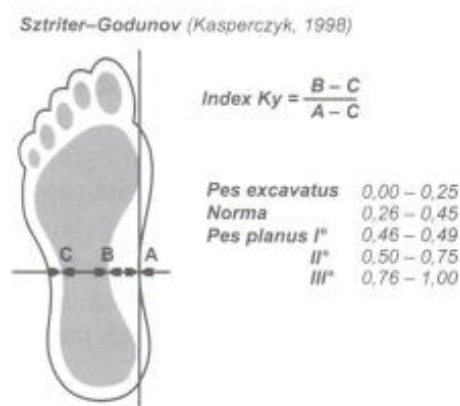 Sztriter–Godunov (Kasperczyk, 1998)
Index Ky = B – C
A – C
Pes excavatus 0,00 – 0,25
Norma 0,26 – 0,45
Pes planus I° 0,46 – 0,49
II° 0,50 – 0,75
III° 0,76 – 1,00
C B A